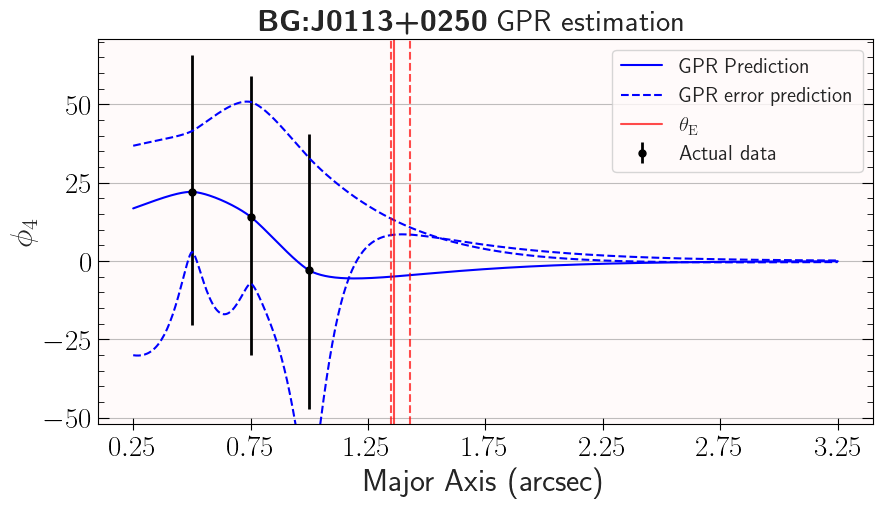 BG:J0113+0250 GPR estimation
GPR Prediction
GPR error prediction
θE
Actual data
ϕ4
50
25
0
−25
−50
0.25 0.75 1.25 1.75 2.25 2.75 3.25
Major Axis (arcsec)